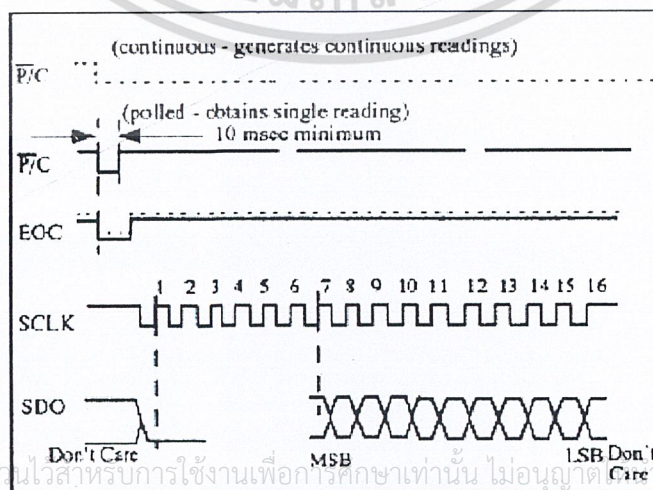 (continuous - generates continuous readings)
P/C
(polled - obtains single reading)
10 msec minimum
P/C
EOC
1 2 3 4 5 6 7 8 9 10 11 12 13 14 15 16
SCLK
SDO
Don't Care MSB LSB Don't
Care
สำหรับการใช้งานเพื่อการศึกษาเท่านั้น ไม่อนุญาต